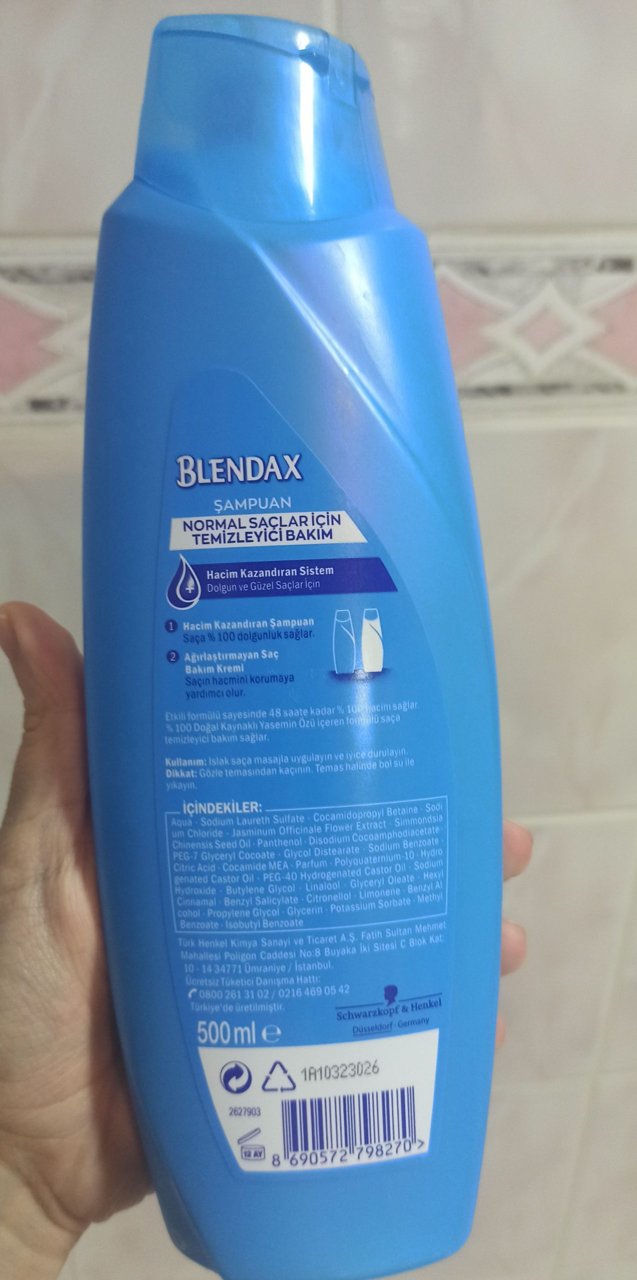 BLENDAX
ŞAMPUAN
NORMAL SAÇLAR İÇİN
TEMİZLEYİCİ BAKIM
Hacim Kazandıran Sistem
Dolgun ve Güzel Saçlar İçin
1 Hacim Kazandıran Şampuan
Saça %100 dolgunluk sağlar.
2 Ağırlaştırmayan Saç
Bakım Kremi
Saçın hacmini korumaya
yardımcı olur.
Etkili formülü sayesinde 48 saate kadar % 100 hacim sağlar.
% 100 Doğal Kaynaklı Yasemin Özü içeren formülü saça
temizleyici bakım sağlar.
Kullanım: Islak saça masajla uygulayın ve iyice durulayın.
Dikkat: Gözle temasından kaçının. Temas halinde bol su ile
yıkayın.
İÇİNDEKİLER:
Aqua · Sodium Laureth Sulfate · Cocamidopropyl Betaine · Sodi
um Chloride · Jasminum Officinale Flower Extract · Simmondsia
Chinensis Seed Oil · Panthenol · Disodium Cocoamphodiacetate ·
PEG-7 Glyceryl Cocoate · Glycol Distearate · Sodium Benzoate ·
Citric Acid · Cocamide MEA · Parfum · Polyquaternium-10 · Hydro
genated Castor Oil · PEG-40 Hydrogenated Castor Oil · Sodium
Hydroxide · Butylene Glycol · Linalool · Glyceryl Oleate · Hexyl
Cinnamal · Benzyl Salicylate · Citronellol · Limonene · Benzyl Al
cohol · Propylene Glycol · Glycerin · Potassium Sorbate · Methyl
Benzoate · Isobutyl Benzoate
Türk Henkel Kimya Sanayi ve Ticaret A.Ş. Fatih Sultan Mehmet
Mahallesi Poligon Caddesi No:8 Buyaka İki Sitesi C Blok Kat:
10 - 14 34771 Ümraniye / İstanbul.
Ücretsiz Tüketici Danışma Hattı:
0800 261 31 02 / 0216 469 05 42
Türkiye'de üretilmiştir.
Schwarzkopf & Henkel
Düsseldorf · Germany
500 ml e
1A10323026
2627903
12 AY
8 690572 798270 >